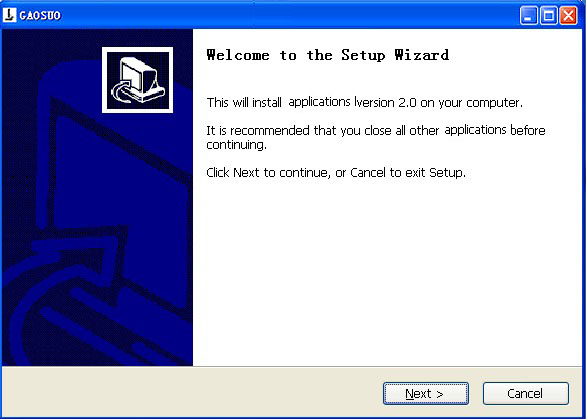 GAOSUO
Welcome to the Setup Wizard
This will install applications lversion 2.0 on your computer.
It is recommended that you close all other applications before
continuing.
Click Next to continue, or Cancel to exit Setup.
Next >
Cancel